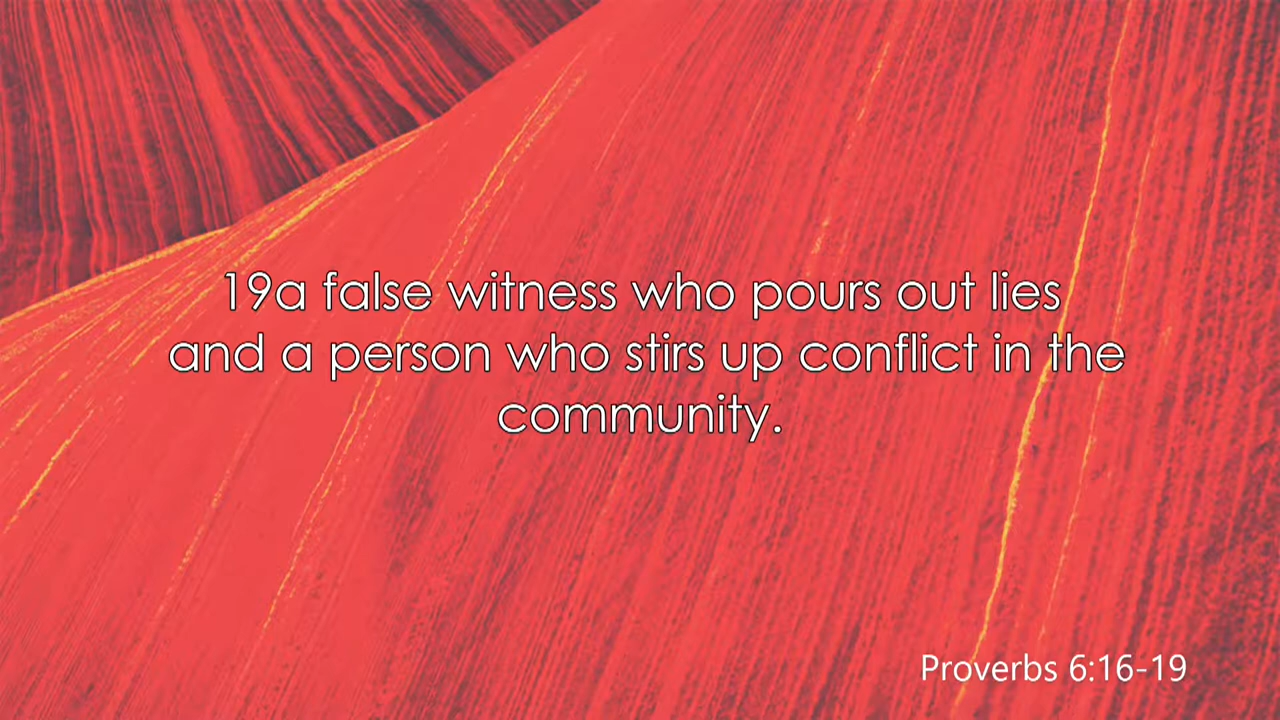 19a false witness who pours out lies
and a person who stirs up conflict in the
community.
Proverbs 6:16-19